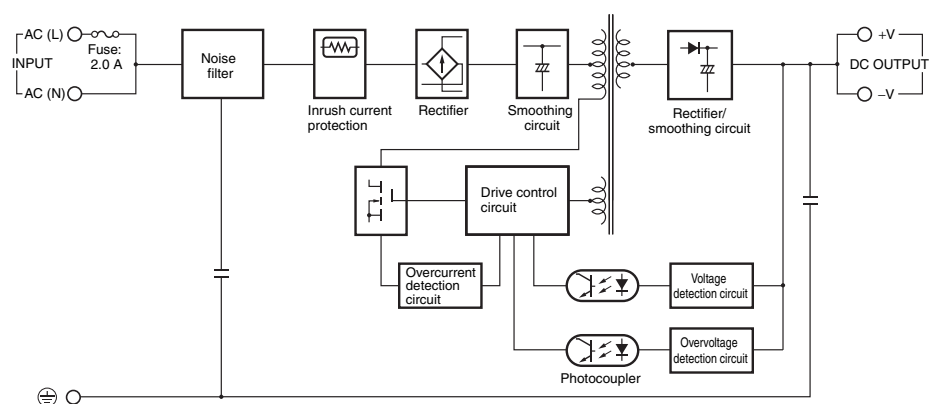 AC (L)
Fuse:
2.0 A
INPUT
AC (N)
Noise
filter
Inrush current
protection
Rectifier
Smoothing
circuit
Rectifier/
smoothing circuit
+V
DC OUTPUT
−V
Drive control
circuit
Overcurrent
detection
circuit
Voltage
detection circuit
Overvoltage
detection circuit
Photocoupler